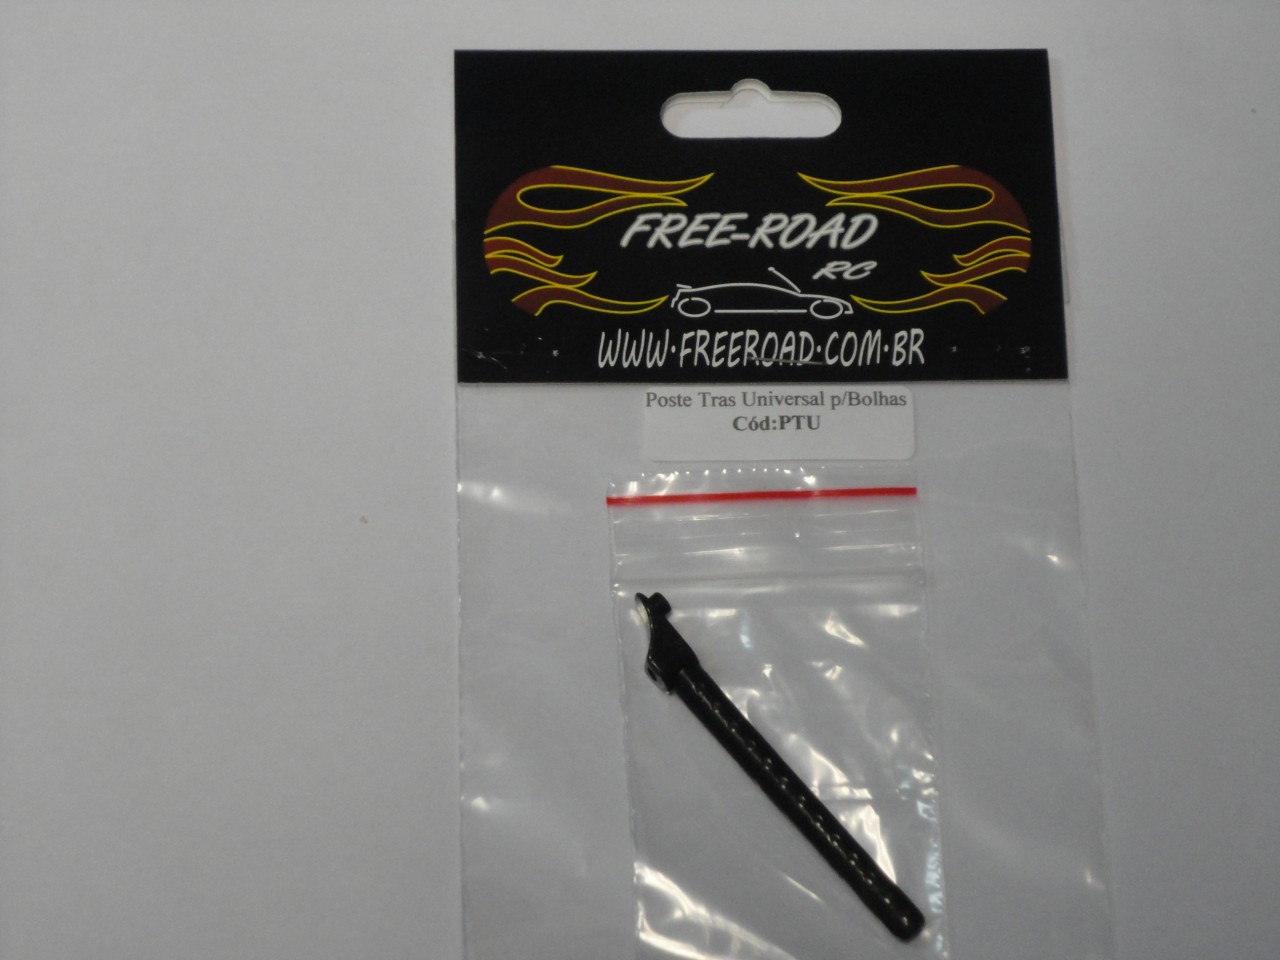 FREE-ROAD
RC
WWW.FREEROAD.COM.BR
Poste Tras Universal p/Bolhas
Cód:PTU